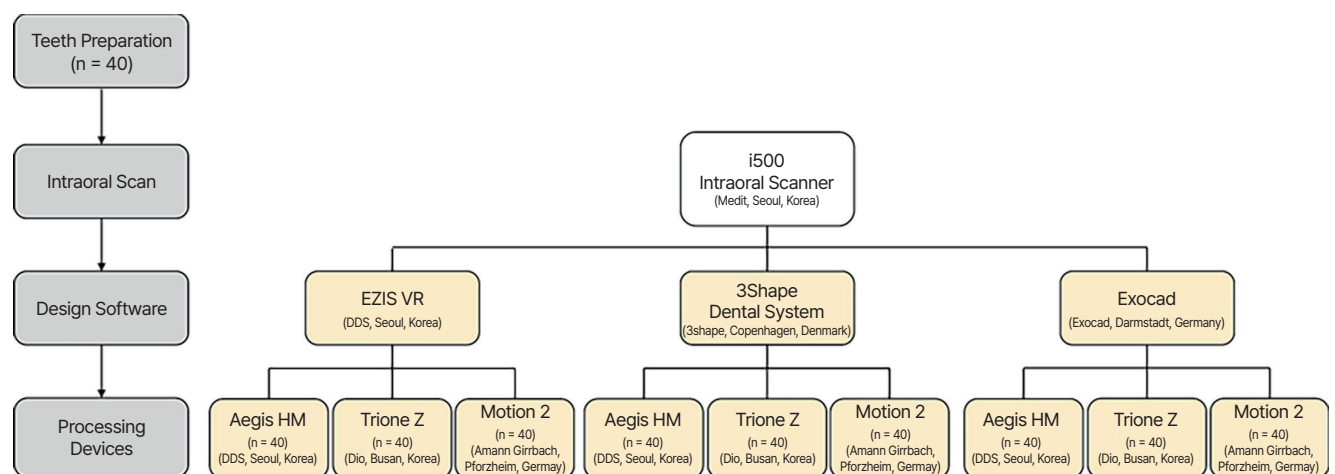 Teeth Preparation
(n = 40)
Intraoral Scan
Design Software
Processing
Devices
i500
Intraoral Scanner
(Medit, Seoul, Korea)
EZIS VR
(DDS, Seoul, Korea)
3Shape
Dental System
(3shape, Copenhagen, Denmark)
Exocad
(Exocad, Darmstadt, Germany)
Aegis HM
(n = 40)
(DDS, Seoul, Korea)
Trione Z
(n = 40)
(Dio, Busan, Korea)
Motion 2
(n = 40)
(Amann Girrbach,
Pforzheim, Germay)
Aegis HM
(n = 40)
(DDS, Seoul, Korea)
Trione Z
(n = 40)
(Dio, Busan, Korea)
Motion 2
(n = 40)
(Amann Girrbach,
Pforzheim, Germay)
Aegis HM
(n = 40)
(DDS, Seoul, Korea)
Trione Z
(n = 40)
(Dio, Busan, Korea)
Motion 2
(n = 40)
(Amann Girrbach,
Pforzheim, Germay)